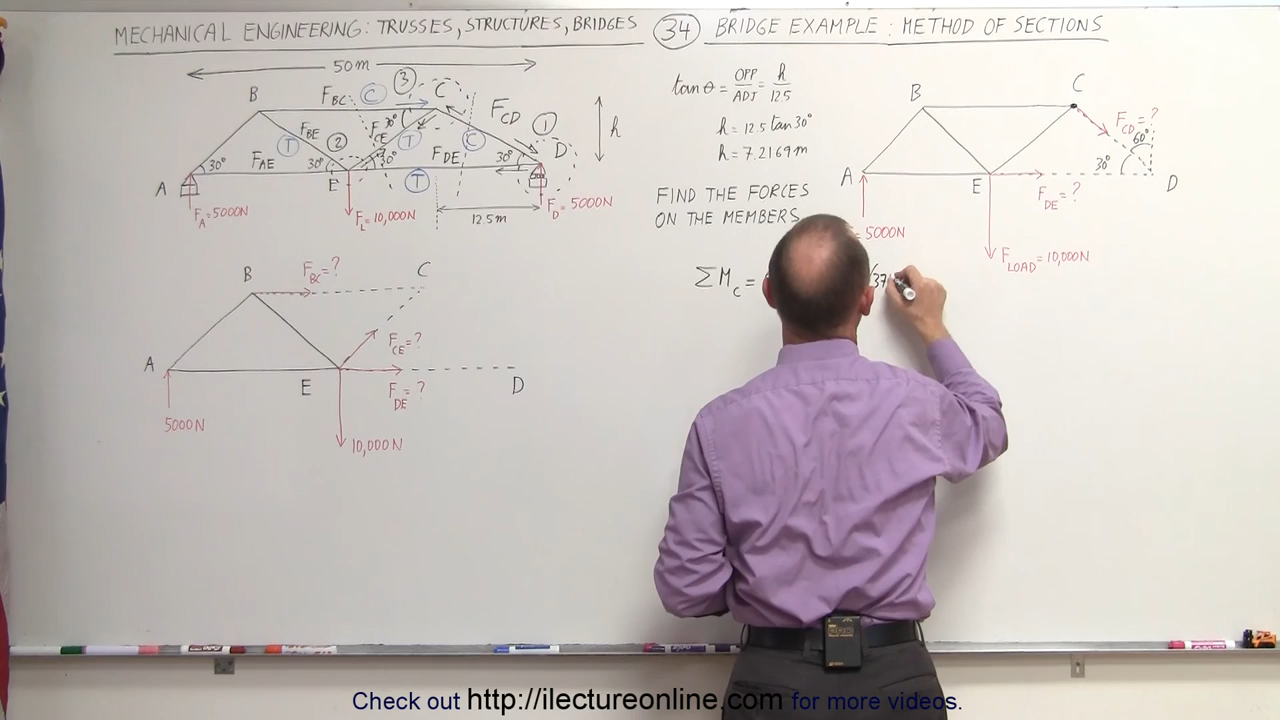 MECHANICAL ENGINEERING: TRUSSES, STRUCTURES, BRIDGES (34) BRIDGE EXAMPLE : METHOD OF SECTIONS
50 m
B F_BC C 3 C F_CD
F_BE T 2 F_CE 30° T C 1
h
A 30° F_AE 30° E 30° F_DE 30° D
T
F_A = 5000N
F_L = 10,000N
12.5 m
F_D = 5000N
tan θ = OPP/ADJ = h/12.5
h = 12.5 tan 30°
h = 7.2169 m
FIND THE FORCES
ON THE MEMBERS
B C
F_CD = ?
60°
30°
A E D
F_DE = ?
5000N
F_LOAD = 10,000N
ΣM_C =
(37
B F_BC = ? C
F_CE = ?
A E D
F_DE = ?
5000N
10,000N
Check out http://ilectureonline.com for more videos.